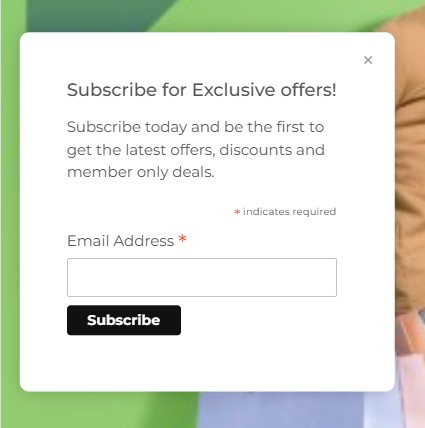 ×
Subscribe for Exclusive offers!
Subscribe today and be the first to
get the latest offers, discounts and
member only deals.
* indicates required
Email Address *
Subscribe